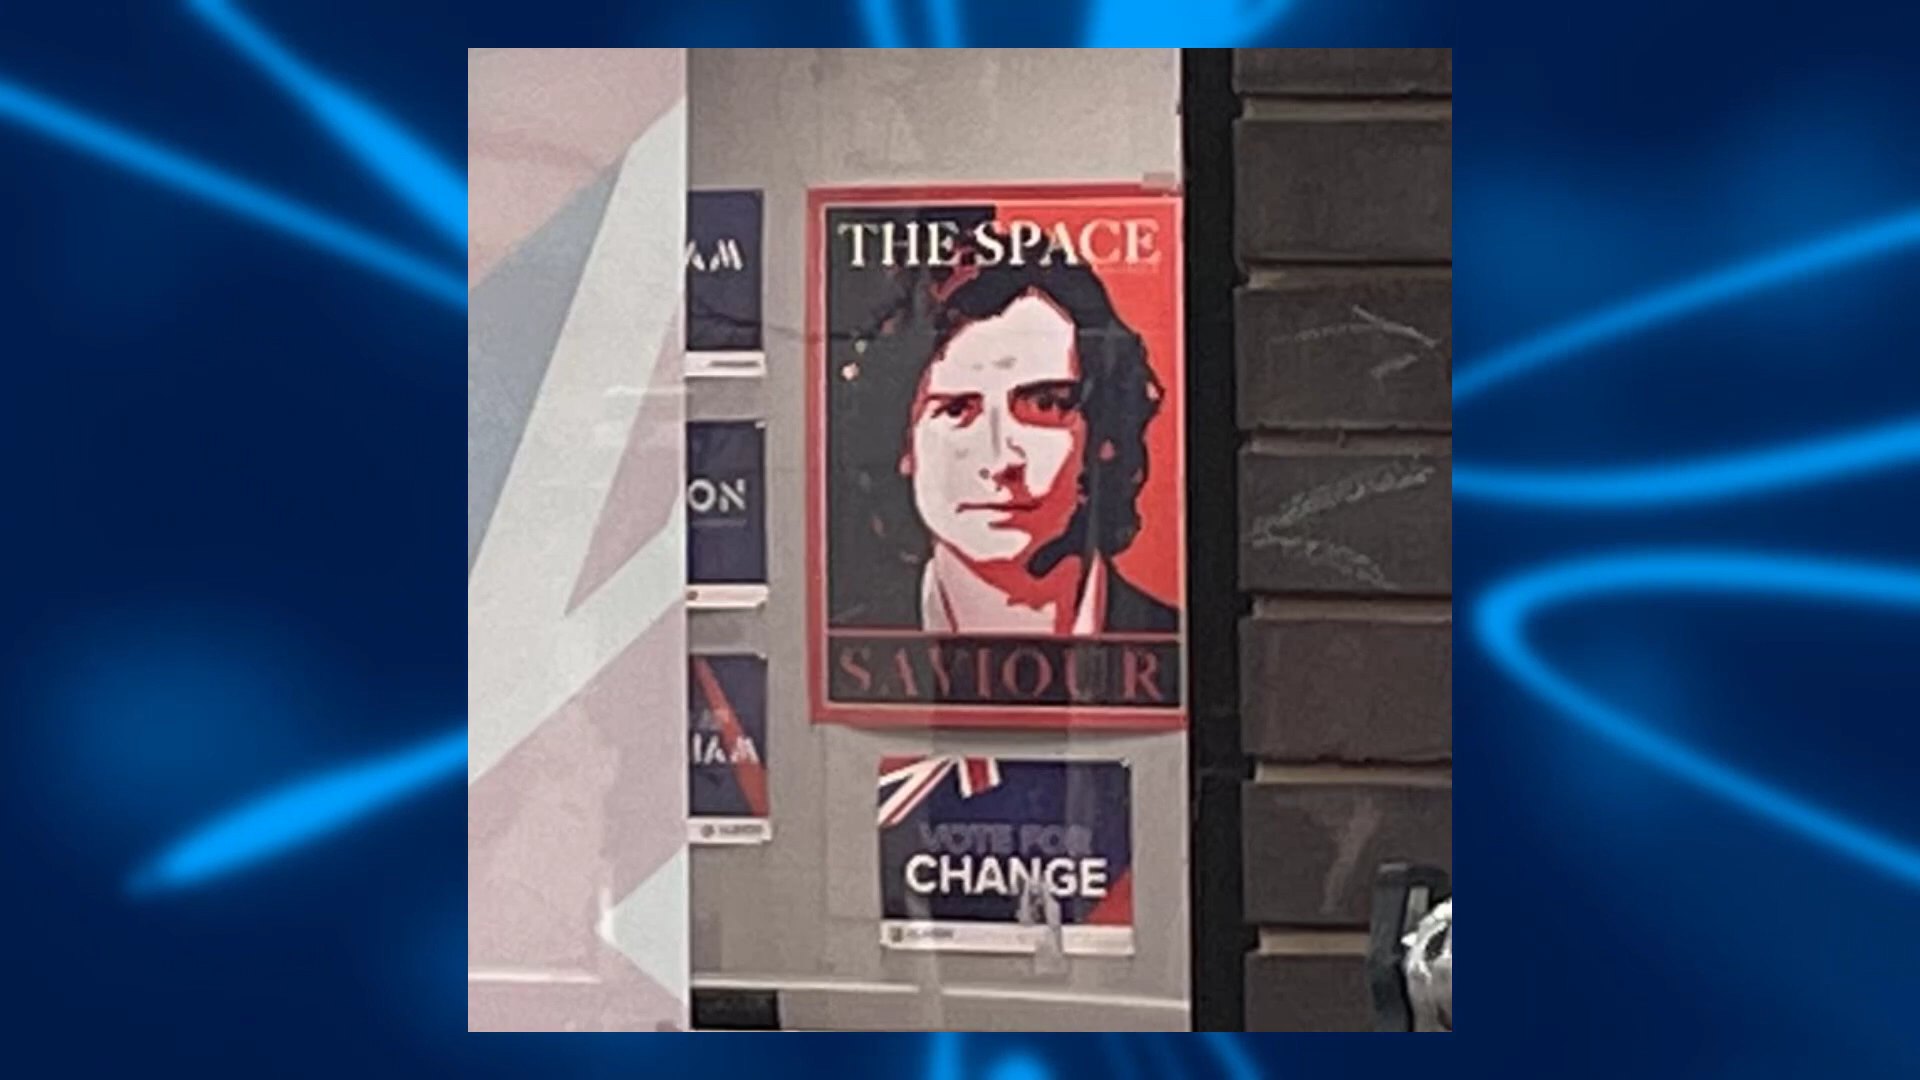 THE SPACE
SAVIOUR
AM
ON
IAM
VOTE FOR
CHANGE